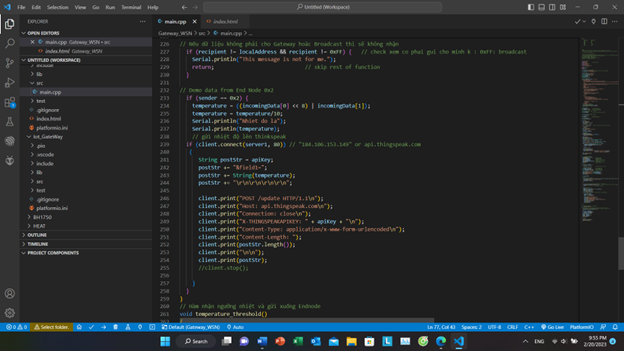 File Edit Selection View Go Run Terminal Help
Untitled (Workspace)
EXPLORER
OPEN EDITORS
main.cpp Gateway_WSN > src
index.html Gateway_WSN
UNTITLED (WORKSPACE)
include
lib
src
main.cpp
test
.gitignore
index.html
platformio.ini
Iot_GateWay
.pio
.vscode
include
lib
src
test
.gitignore
platformio.ini
BH1750
HEAT
OUTLINE
TIMELINE
PROJECT COMPONENTS
main.cpp
index.html
Gateway_WSN > src > main.cpp > ...
226 // Nếu dữ liệu không phải cho Gateway hoặc Broadcast thì sẽ không nhận
227 if (recipient != localAddress && recipient != 0xFF) { // check xem co phai gui cho minh k : 0xff: broadcast
228 Serial.println("This message is not for me.");
229 return; // skip rest of function
230 }
231
232 // Demo data from End Node 0x2
233 if (sender == 0x2) {
234 temperature = ((incomingData[0] << 8) | incomingData[1]);
235 temperature = temperature/10;
236 Serial.println("Nhiet do la");
237 Serial.println(temperature);
238 // gửi nhiệt độ lên thinkspeak
239 if (client.connect(server1, 80)) // "184.106.153.149" or api.thingspeak.com
240 {
241 String postStr = apiKey;
242 postStr += "&field1=";
243 postStr += String(temperature);
244 postStr += "\r\n\r\n\r\n\r\n";
245
246 client.print("POST /update HTTP/1.1\n");
247 client.print("Host: api.thingspeak.com\n");
248 client.print("Connection: close\n");
249 client.print("X-THINGSPEAKAPIKEY: " + apiKey + "\n");
250 client.print("Content-Type: application/x-www-form-urlencoded\n");
251 client.print("Content-Length: ");
252 client.print(postStr.length());
253 client.print("\n\n");
254 client.print(postStr);
255 //client.stop();
256
257 }
258 }
259 }
260 // Hàm nhận ngưỡng nhiệt và gửi xuống Endnode
261 void temperature_threshold()
0 0 Select folder Default (Gateway_WSN) Auto
Ln 77, Col 43 Spaces: 2 UTF-8 CRLF C++ Go Live PlatformIO
Search
ENG
9:55 PM
2/20/2023